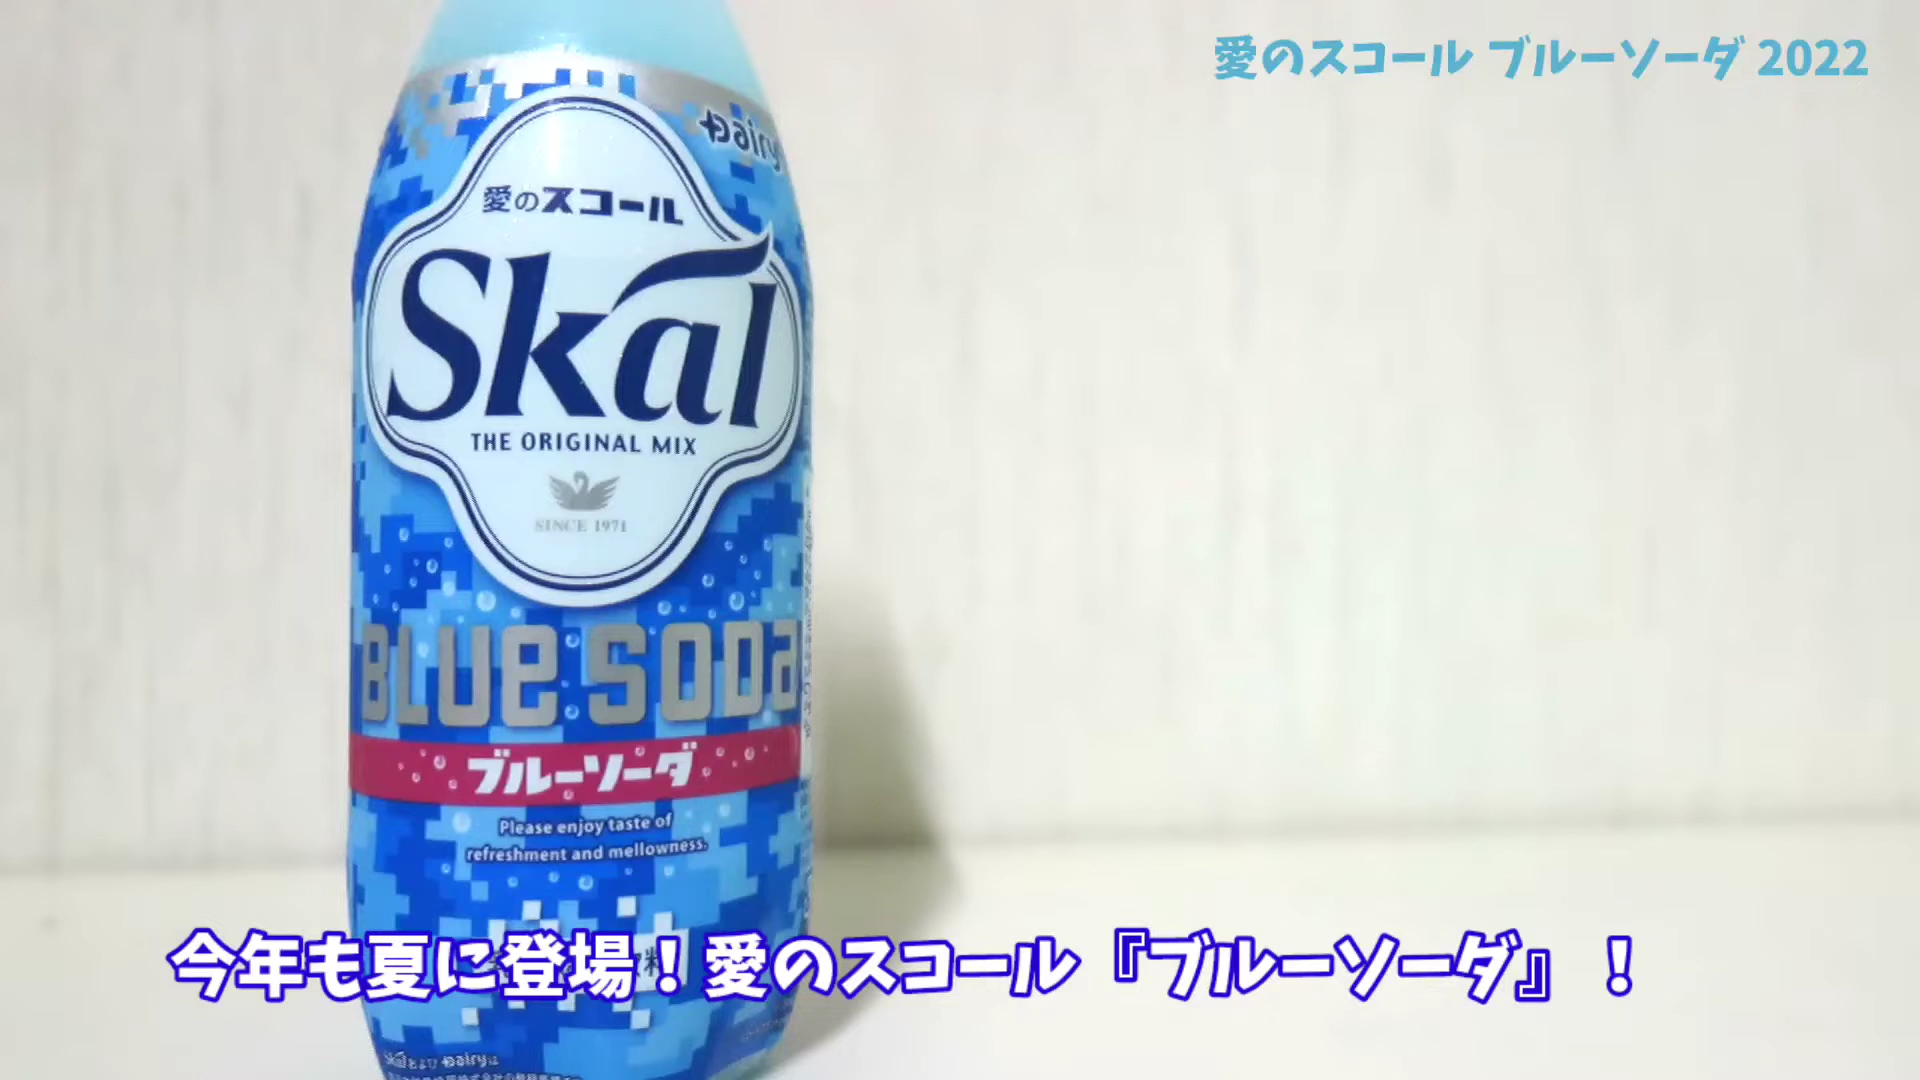 愛のスコール ブルーソーダ 2022
Dairy
愛のスコール
Skal
THE ORIGINAL MIX
SINCE 1971
BLUE SODA
ブルーソーダ
Please enjoy taste of
refreshment and mellowness.
今年も夏に登場！愛のスコール『ブルーソーダ』！